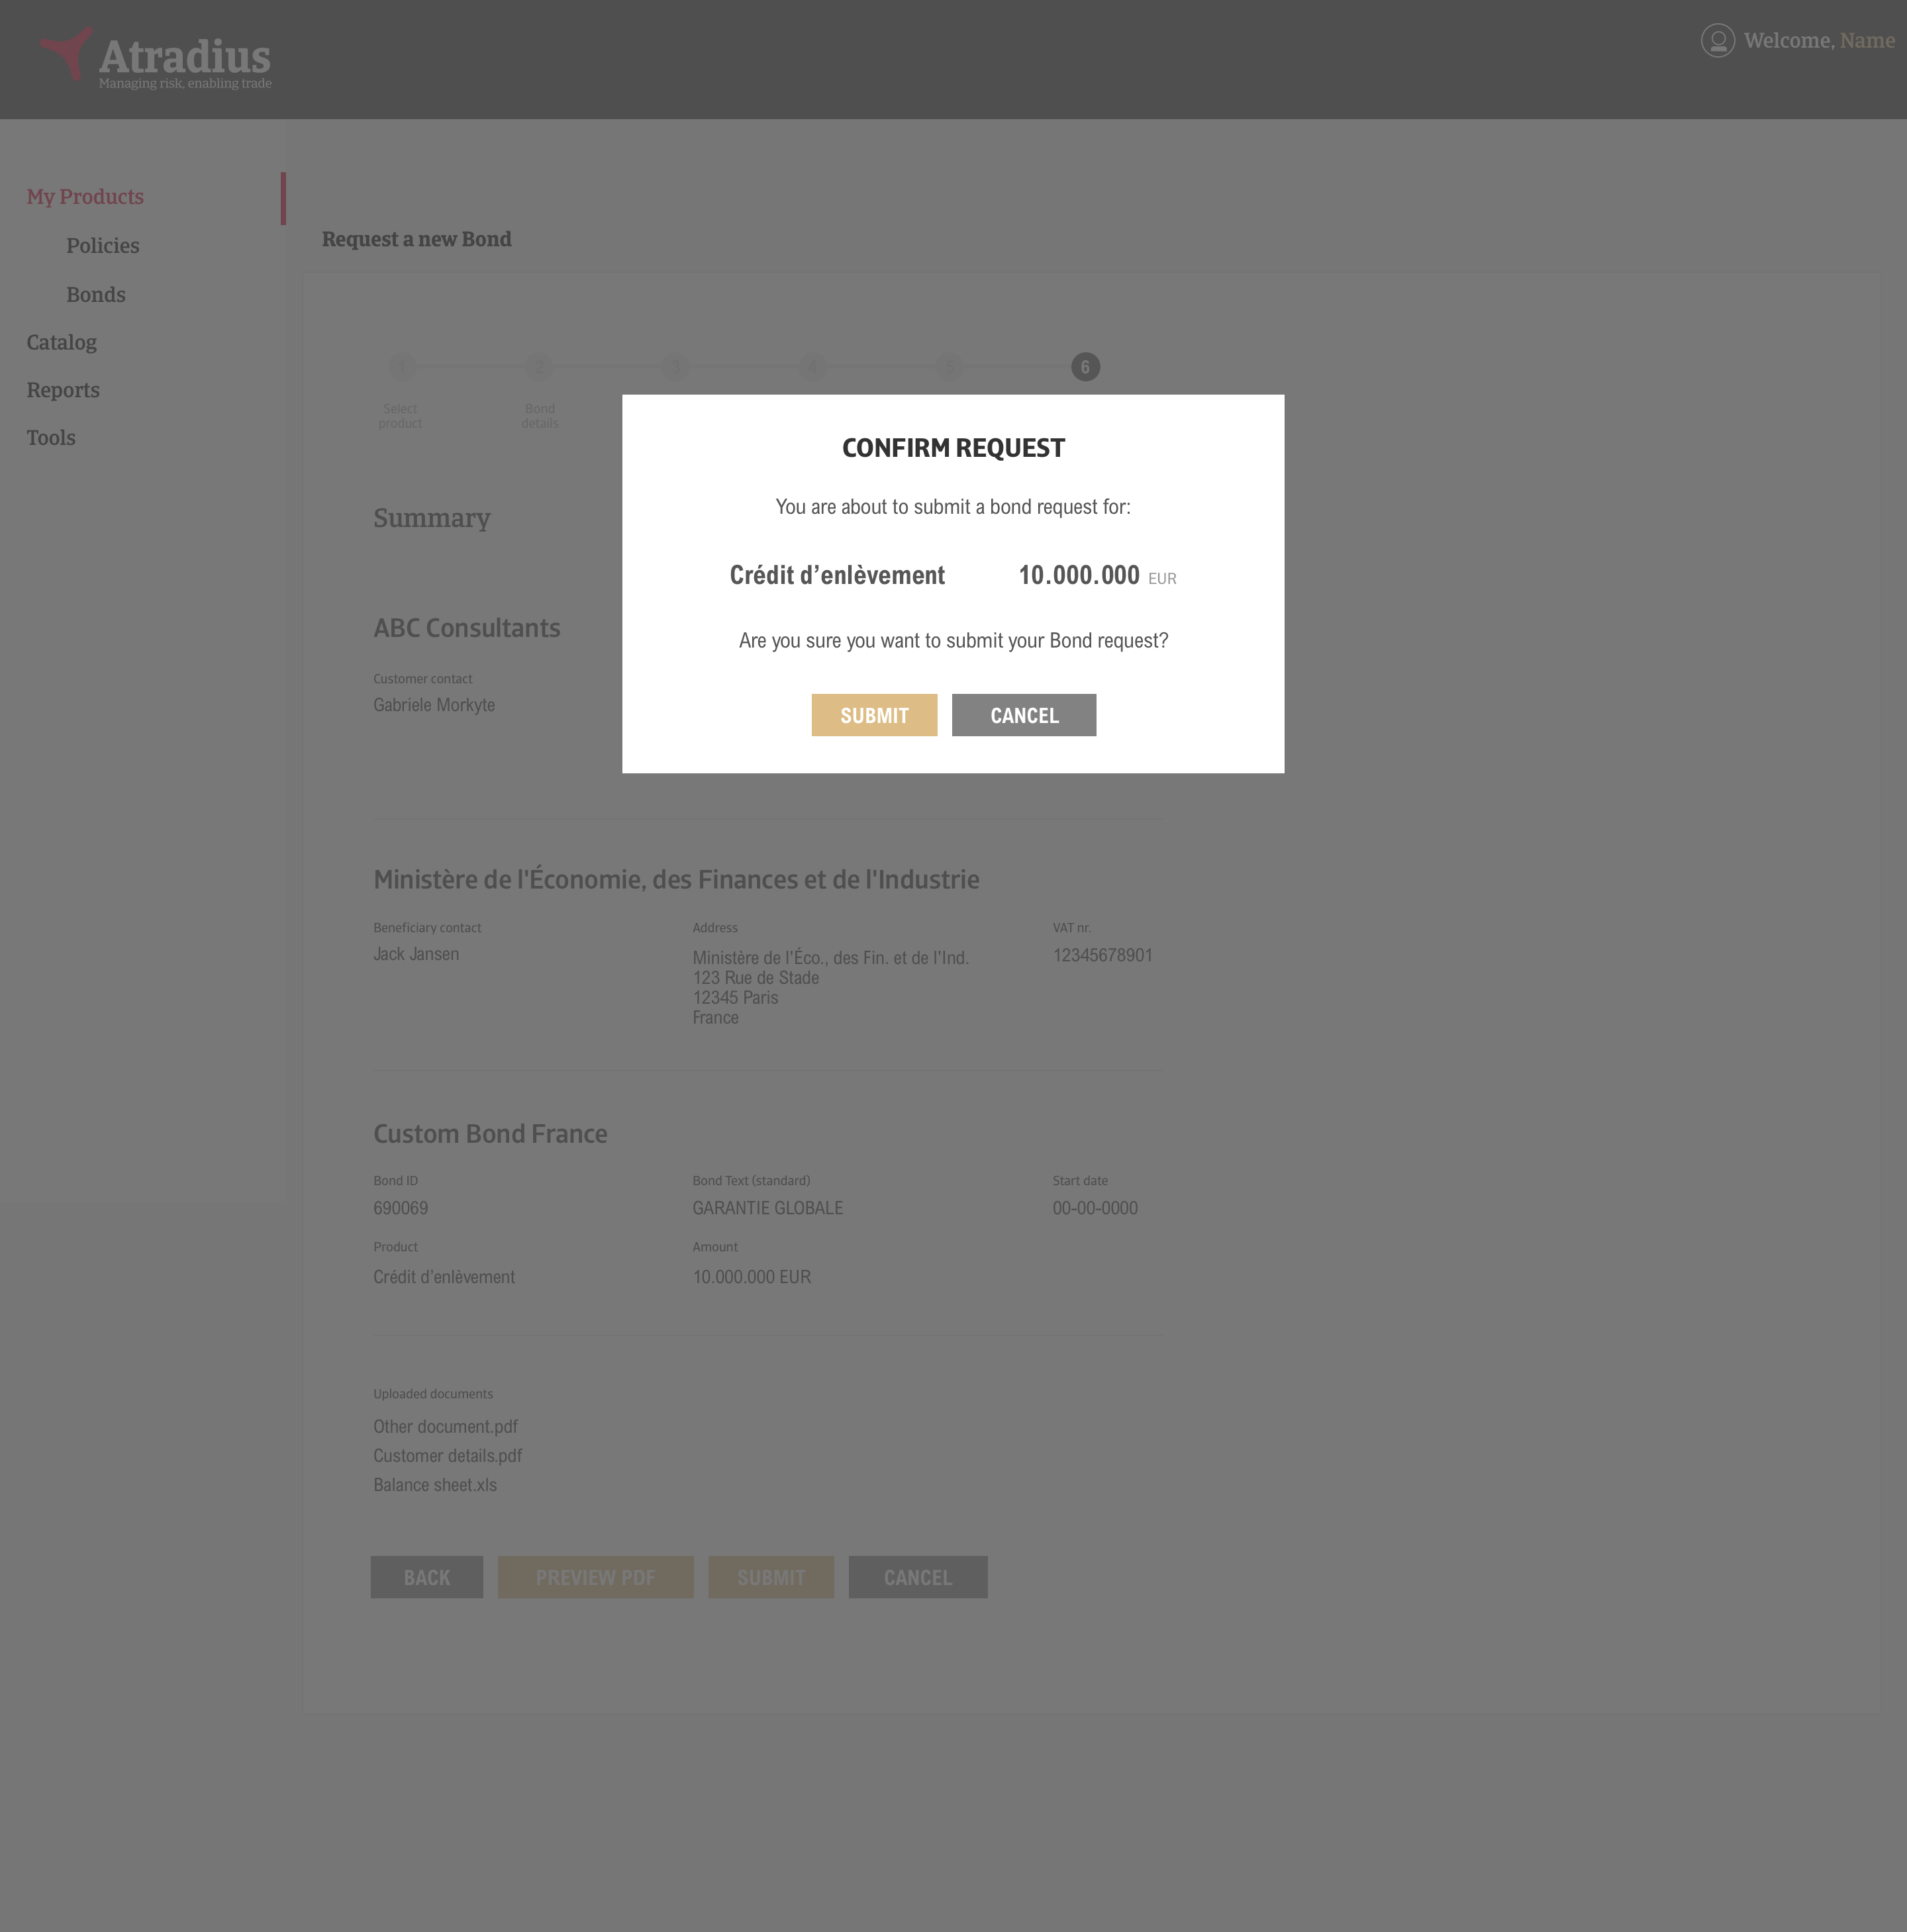 Atradius
Managing risk, enabling trade
Welcome, Name
My Products
Policies
Bonds
Catalog
Reports
Tools
Request a new Bond
1 2 3 4 5 6
Select
product
Bond
details
CONFIRM REQUEST
You are about to submit a bond request for:
Crédit d’enlèvement 10.000.000 EUR
Are you sure you want to submit your Bond request?
SUBMIT CANCEL
Summary
ABC Consultants
Customer contact
Gabriele Morkyte
Ministère de l'Économie, des Finances et de l'Industrie
Beneficiary contact Address VAT nr.
Jack Jansen Ministère de l'Éco., des Fin. et de l'Ind. 12345678901
123 Rue de Stade
12345 Paris
France
Custom Bond France
Bond ID Bond Text (standard) Start date
690069 GARANTIE GLOBALE 00-00-0000
Product Amount
Crédit d’enlèvement 10.000.000 EUR
Uploaded documents
Other document.pdf
Customer details.pdf
Balance sheet.xls
BACK PREVIEW PDF SUBMIT CANCEL